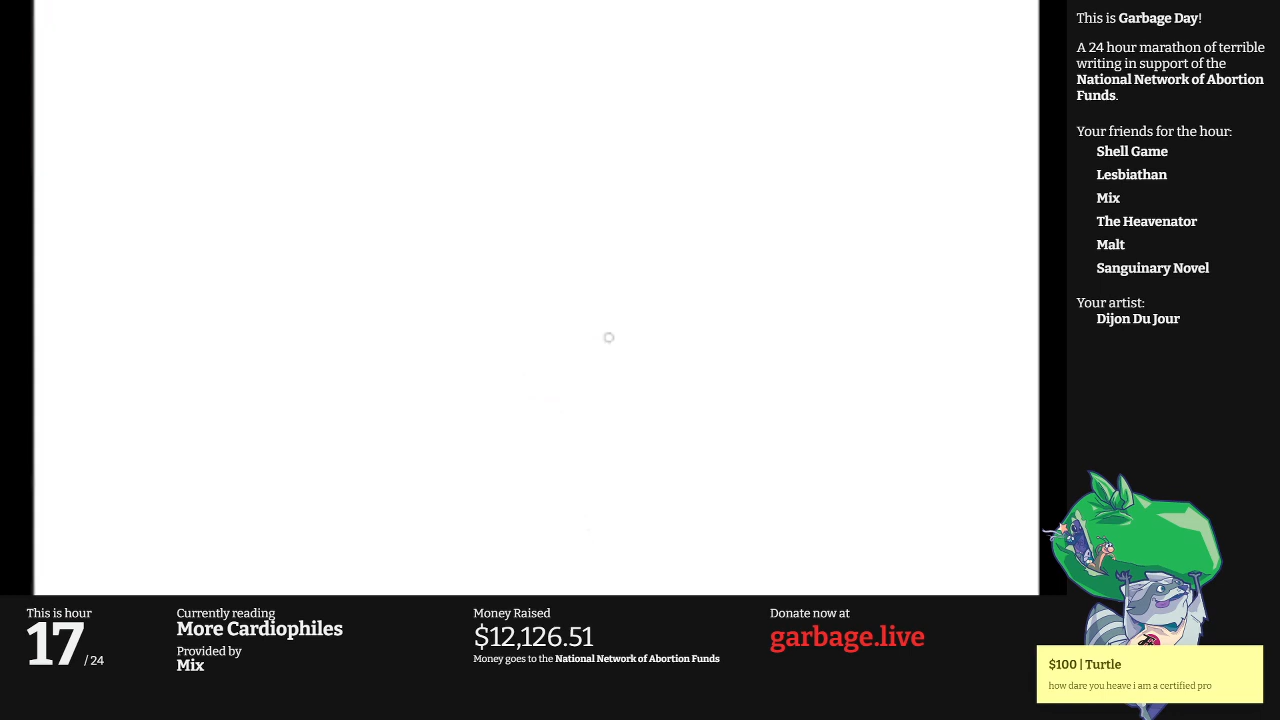 This is Garbage Day!
A 24 hour marathon of terrible
writing in support of the
National Network of Abortion
Funds.
Your friends for the hour:
Shell Game
Lesbiathan
Mix
The Heavenator
Malt
Sanguinary Novel
Your artist:
Dijon Du Jour
This is hour
17 / 24
Currently reading
More Cardiophiles
Provided by
Mix
Money Raised
$12,126.51
Money goes to the National Network of Abortion Funds
Donate now at
garbage.live
$100 | Turtle
how dare you heave i am a certified pro